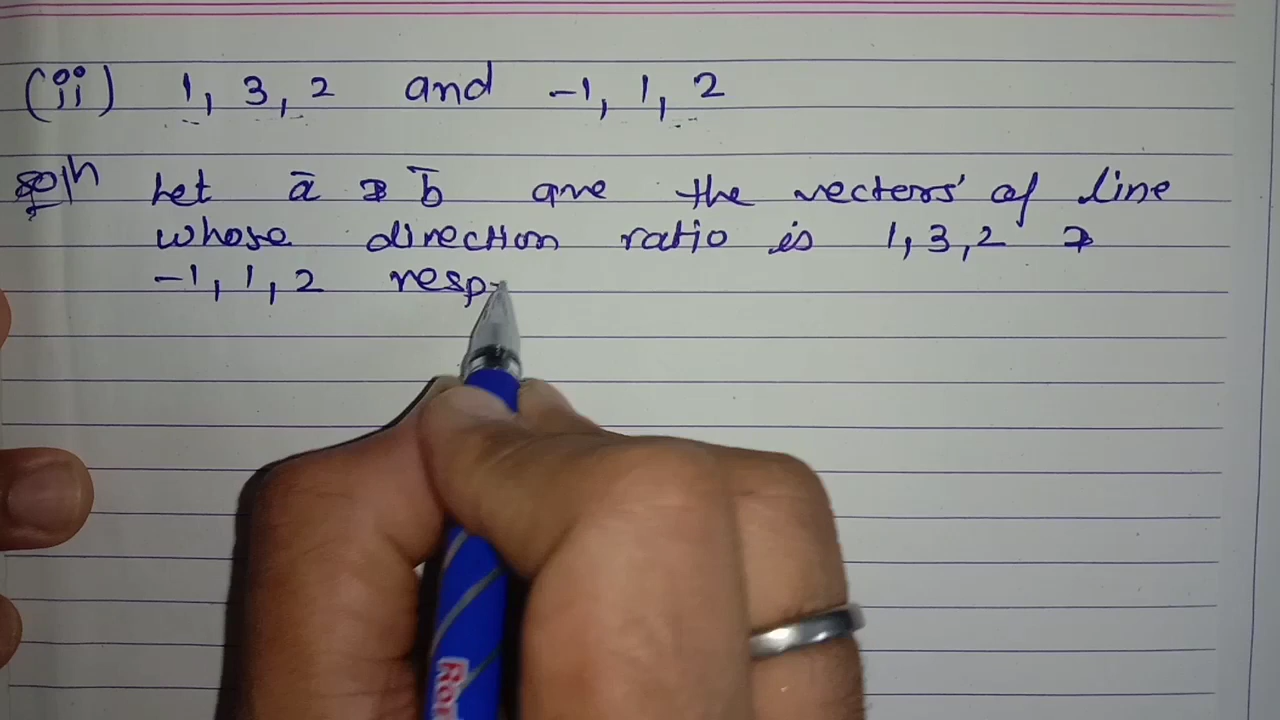 (ii) 1, 3, 2 and -1, 1, 2
soln Let a̅ & b̅ are the vectors of line
whose direction ratio is 1, 3, 2 &
-1, 1, 2 resp